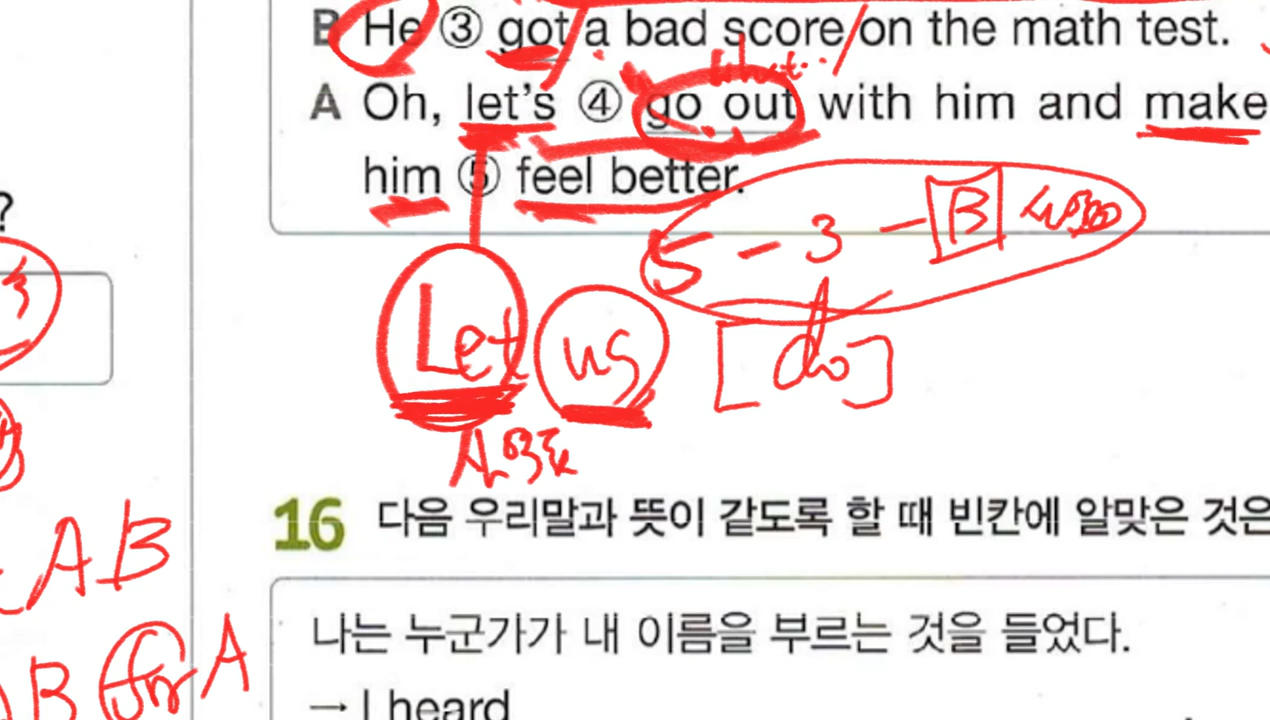 B He ③ got a bad score on the math test.
A Oh, let's ④ go out with him and make
him ⑤ feel better.
?
5 - 3 - B
Let us [do]
16 다음 우리말과 뜻이 같도록 할 때 빈칸에 알맞은 것은
AB
나는 누군가가 내 이름을 부르는 것을 들었다.
B for A
→ I heard